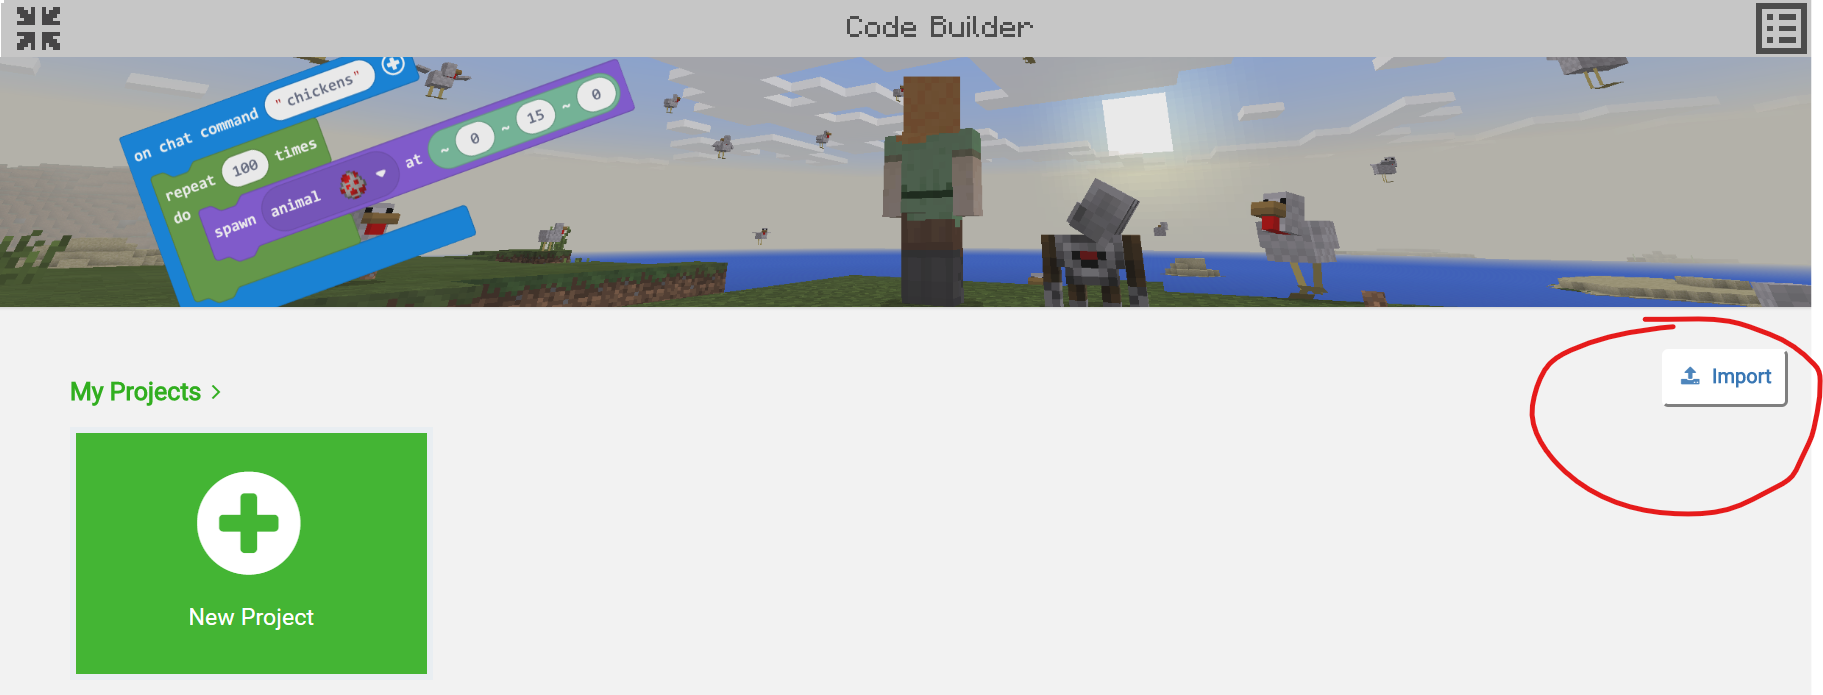 Code Builder
on chat command "chickens"
repeat 100 times
do
spawn animal at ~ 0 ~ 15 ~ 0
My Projects >
Import
New Project